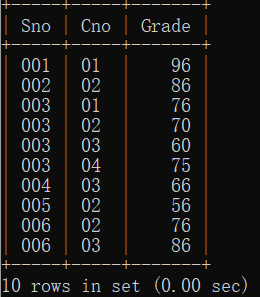 +-----+-----+-------+
| Sno | Cno | Grade |
+-----+-----+-------+
| 001 | 01 | 96 |
| 002 | 02 | 86 |
| 003 | 01 | 76 |
| 003 | 02 | 70 |
| 003 | 03 | 60 |
| 003 | 04 | 75 |
| 004 | 03 | 66 |
| 005 | 02 | 56 |
| 006 | 02 | 76 |
| 006 | 03 | 86 |
+-----+-----+-------+
10 rows in set (0.00 sec)